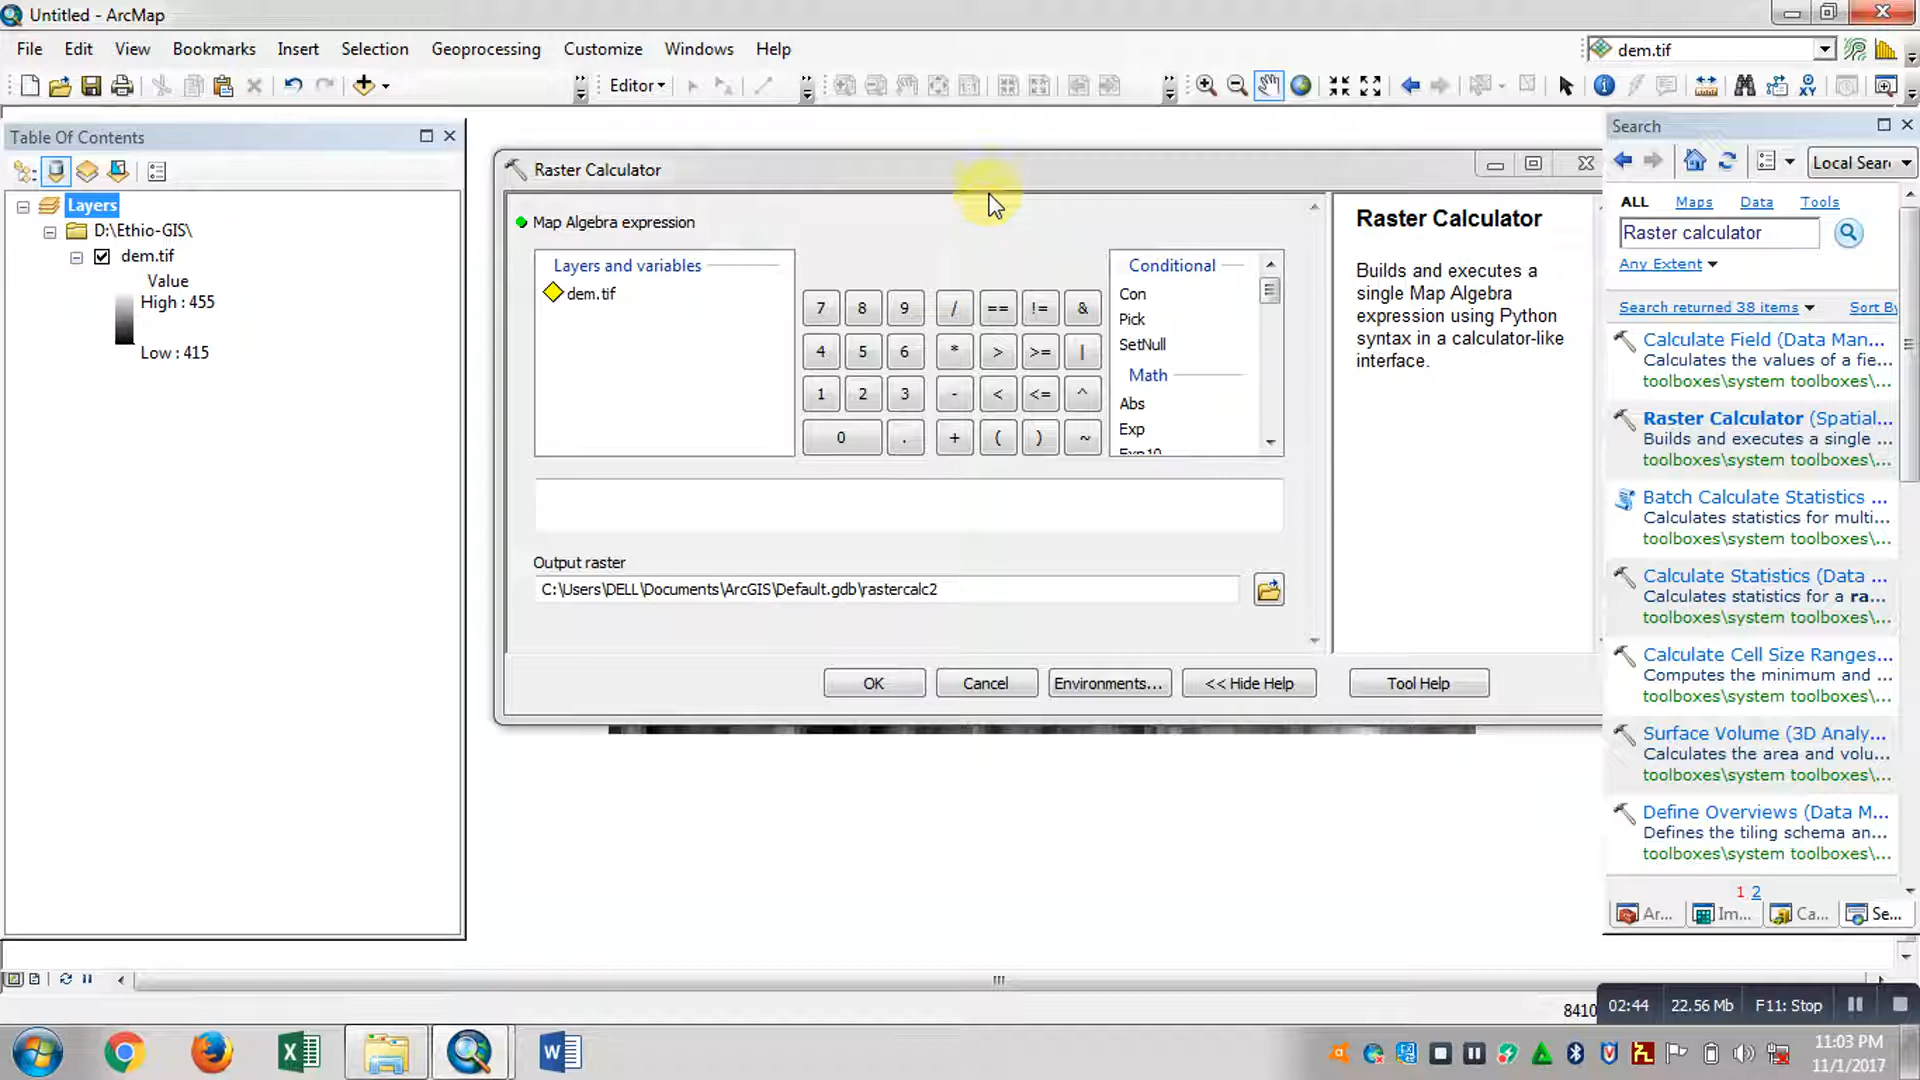 Untitled - ArcMap
File Edit View Bookmarks Insert Selection Geoprocessing Customize Windows Help
dem.tif
Editor
Table Of Contents
Layers
D:\Ethio-GIS\
dem.tif
Value
High : 455
Low : 415
Raster Calculator
Map Algebra expression
Layers and variables
dem.tif
7 8 9 / == != &
4 5 6 * > >= |
1 2 3 - < <= ^
0 . + ( ) ~
Conditional
Con
Pick
SetNull
Math
Abs
Exp
Exp10
Output raster
C:\Users\DELL\Documents\ArcGIS\Default.gdb\rastercalc2
OK Cancel Environments... << Hide Help Tool Help
Raster Calculator
Builds and executes a
single Map Algebra
expression using Python
syntax in a calculator-like
interface.
Search
Local Sear
ALL Maps Data Tools
Raster calculator
Any Extent
Search returned 38 items Sort By
Calculate Field (Data Man...
Calculates the values of a fie...
toolboxes\system toolboxes\...
Raster Calculator (Spatial...
Builds and executes a single ...
toolboxes\system toolboxes\...
Batch Calculate Statistics ...
Calculates statistics for multi...
toolboxes\system toolboxes\...
Calculate Statistics (Data ...
Calculates statistics for a ra...
toolboxes\system toolboxes\...
Calculate Cell Size Ranges...
Computes the minimum and ...
toolboxes\system toolboxes\...
Surface Volume (3D Analy...
Calculates the area and volu...
toolboxes\system toolboxes\...
Define Overviews (Data M...
Defines the tiling schema an...
toolboxes\system toolboxes\...
1 2
Ar... Im... Ca... Se...
8410
02:44 22.56 Mb F11: Stop
11:03 PM
11/1/2017